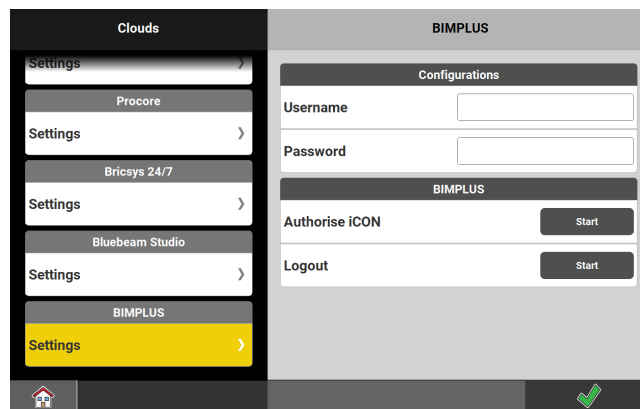 Clouds
Settings
Procore
Settings
Bricsys 24/7
Settings
Bluebeam Studio
Settings
BIMPLUS
Settings
BIMPLUS
Configurations
Username
Password
BIMPLUS
Authorise iCON Start
Logout Start